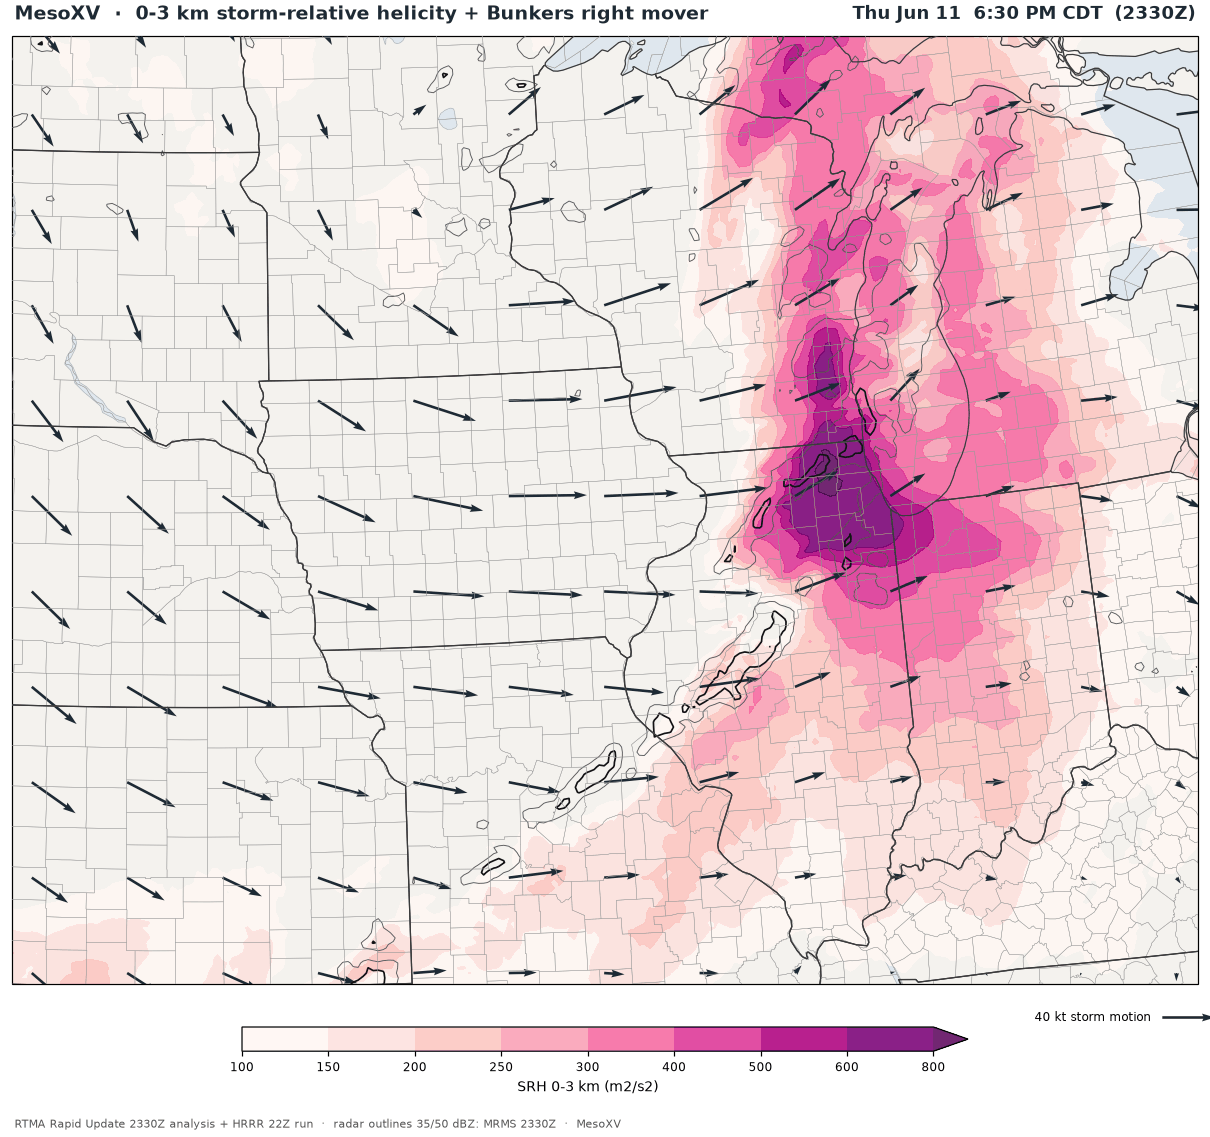 MesoXV · 0-3 km storm-relative helicity + Bunkers right mover
Thu Jun 11 6:30 PM CDT (2330Z)
40 kt storm motion
100 150 200 250 300 400 500 600 800
SRH 0-3 km (m2/s2)
RTMA Rapid Update 2330Z analysis + HRRR 22Z run · radar outlines 35/50 dBZ: MRMS 2330Z · MesoXV